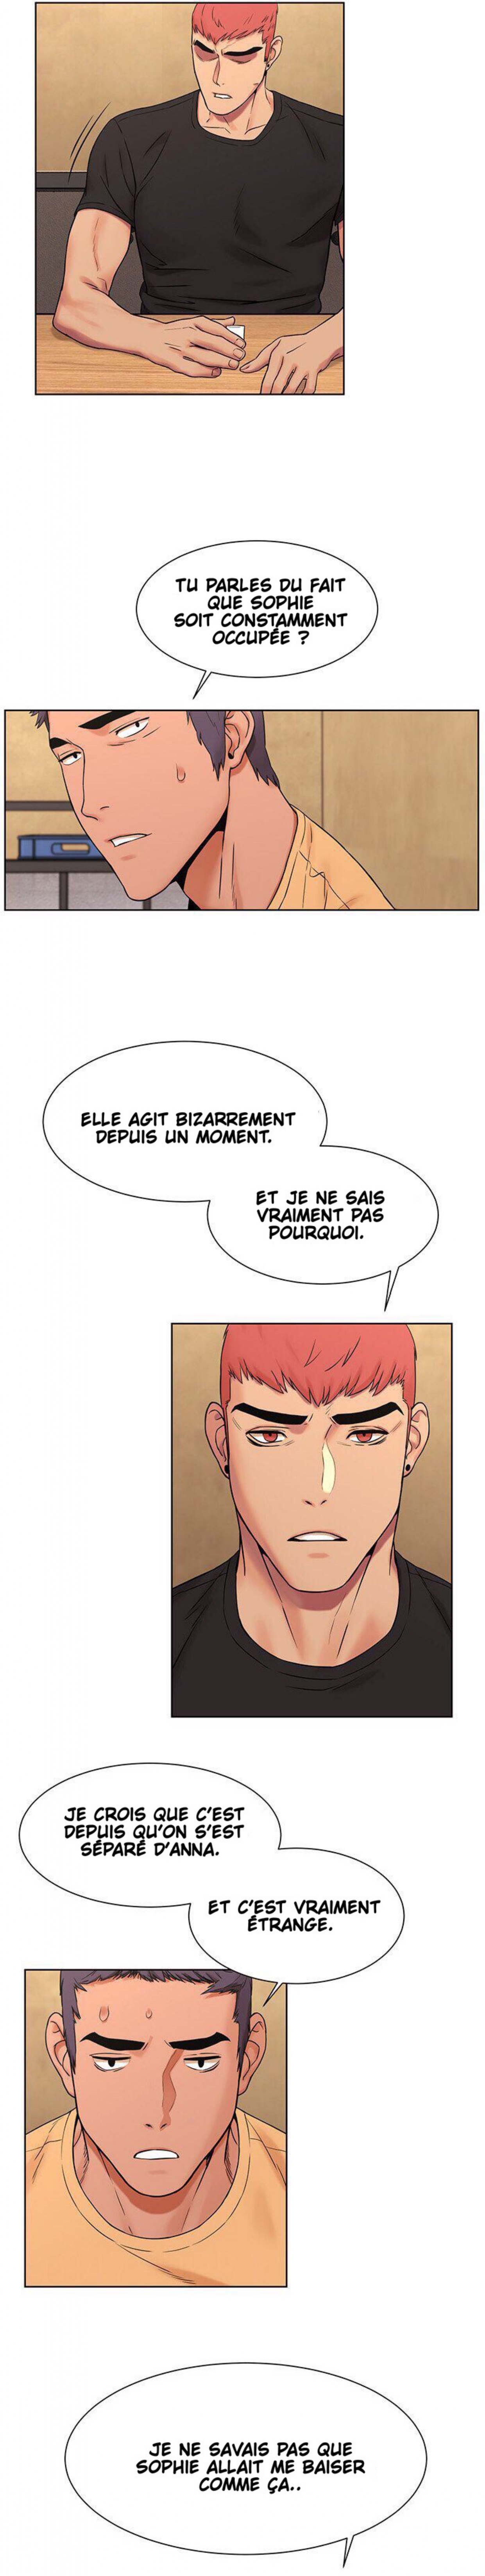 TU PARLES DU FAIT
QUE SOPHIE
SOIT CONSTAMMENT
OCCUPÉE ?
ELLE AGIT BIZARREMENT
DEPUIS UN MOMENT.
ET JE NE SAIS
VRAIMENT PAS
POURQUOI.
JE CROIS QUE C'EST
DEPUIS QU'ON S'EST
SÉPARÉ D'ANNA.
ET C'EST VRAIMENT
ÉTRANGE.
JE NE SAVAIS PAS QUE
SOPHIE ALLAIT ME BAISER
COMME ÇA..